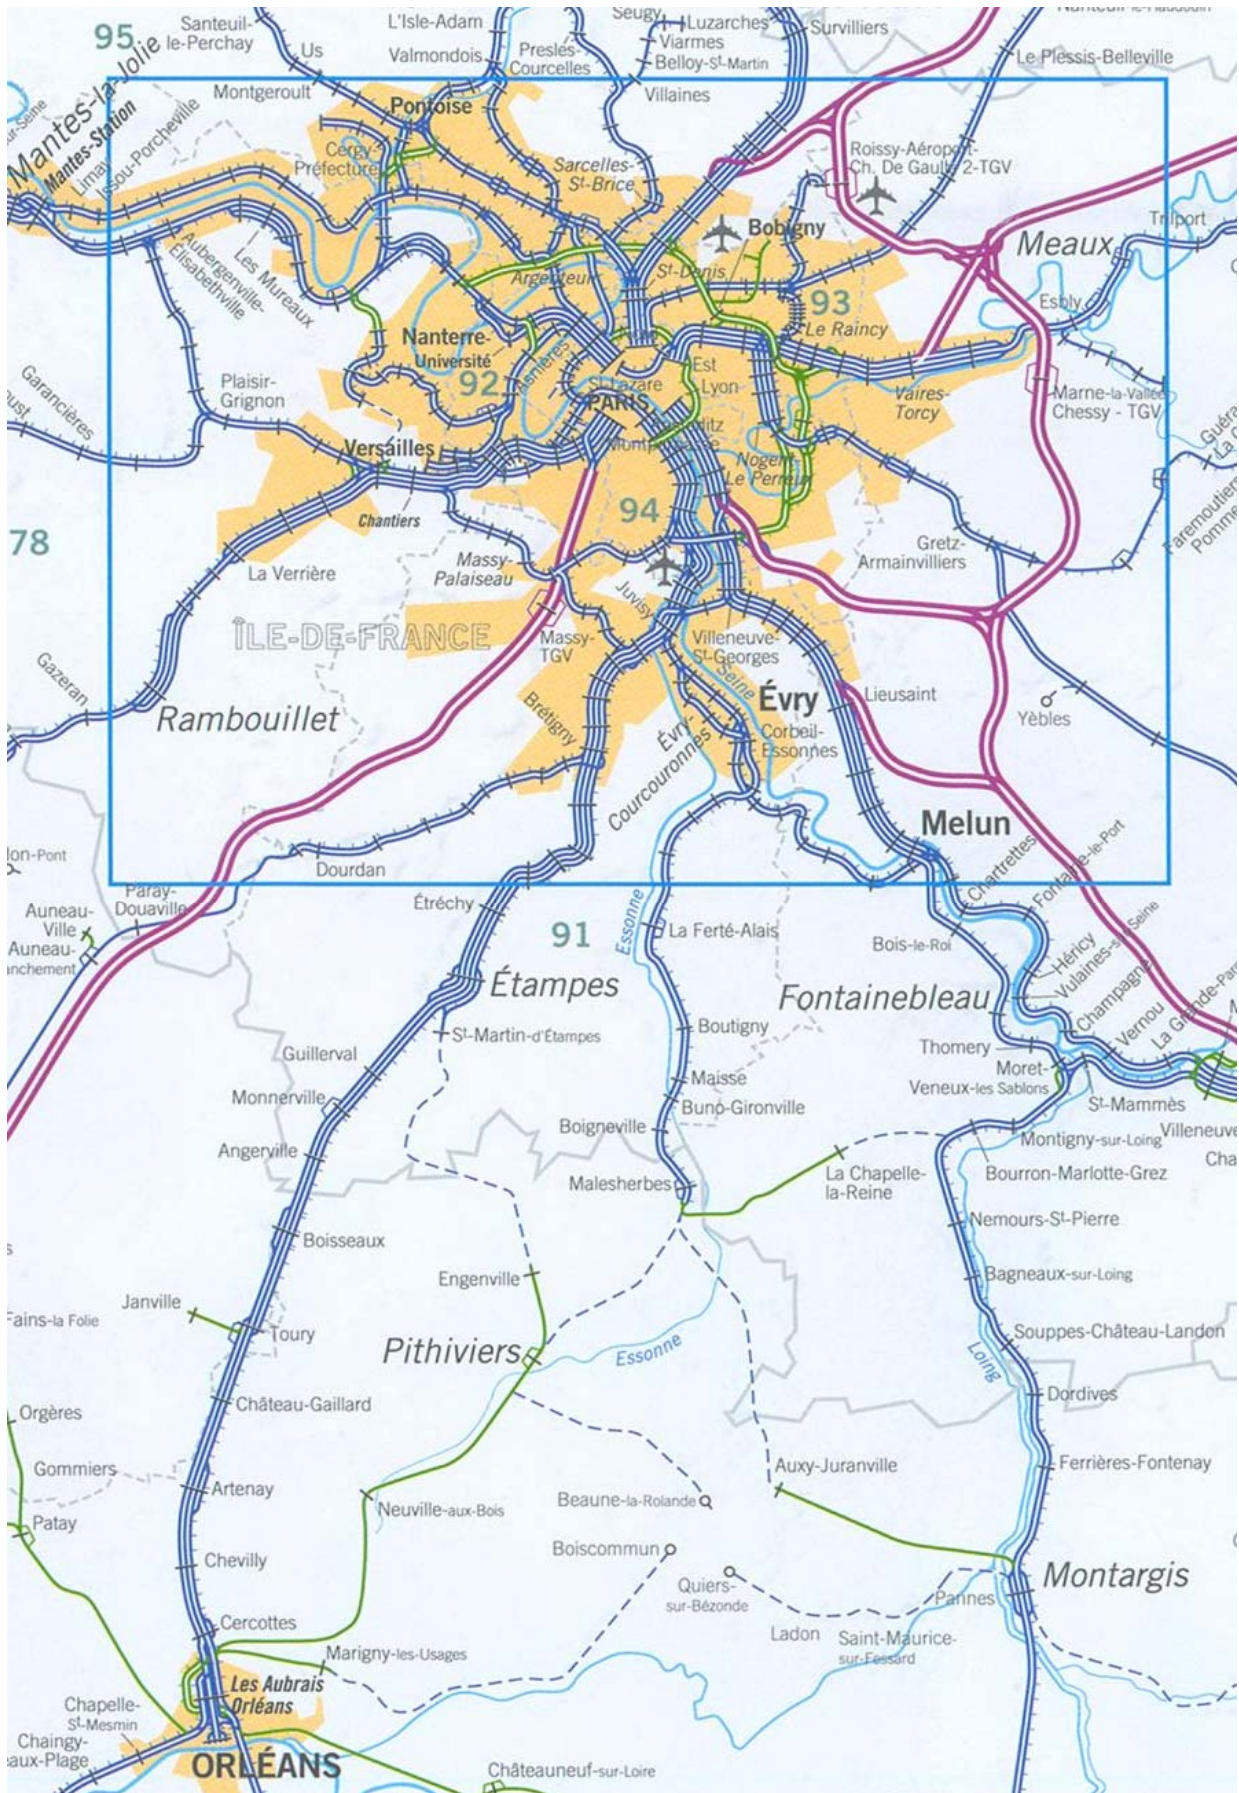 95
Santeuil-
le-Perchay
Us
Montgeroult
L'Isle-Adam
Valmondois
Presles-
Courcelles
Seugy
Luzarches
Viarmes
Belloy-St-Martin
Villaines
Survilliers
Le Plessis-Belleville
Mantes-la-Jolie
Mantes-Station
Limay
Issou-Porcheville
Pontoise
Cergy-
Préfecture
Sarcelles-
St-Brice
Roissy-Aéroport-
Ch. De Gaulle 2-TGV
Bobigny
Meaux
Trilport
Esbly
Aubergenville-
Elisabethville
Les Mureaux
Argenteuil
St-Denis
93
Le Raincy
Nanterre-
Université
92
Asnières
St-Lazare
Est
Lyon
PARIS
Vaires-
Torcy
Marne-la-Vallée
Chessy - TGV
Garancières
Plaisir-
Grignon
Versailles
Chantiers
Nogent
Le Perreux
94
78
La Verrière
Massy-
Palaiseau
Gretz-
Armainvilliers
Faremoutiers
Juvisy
ÎLE-DE-FRANCE
Massy-
TGV
Villeneuve-
St-Georges
Gazeran
Rambouillet
Brétigny
Seine
Évry
Évry-
Courcouronnes
Corbeil-
Essonnes
Lieusaint
Yèbles
Melun
Dourdan
Chartrettes
Fontaine-le-Port
Paray-
Douaville
Auneau-
Ville
Auneau-
Étréchy
91
Essonne
La Ferté-Alais
Bois-le-Roi
Héricy
Vulaines-sur-Seine
Champagne
Vernou
Étampes
Fontainebleau
St-Martin-d'Étampes
Boutigny
Thomery
Moret-
Veneux-les Sablons
St-Mammès
Guillerval
Monnerville
Maisse
Buno-Gironville
Boigneville
Angerville
Montigny-sur-Loing
Villeneuve
Bourron-Marlotte-Grez
La Chapelle-
la-Reine
Malesherbes
Nemours-St-Pierre
Boisseaux
Engenville
Bagneaux-sur-Loing
Janville
Toury
Fains-la Folie
Pithiviers
Essonne
Loing
Souppes-Château-Landon
Château-Gaillard
Dordives
Orgères
Gommiers
Artenay
Auxy-Juranville
Ferrières-Fontenay
Patay
Neuville-aux-Bois
Beaune-la-Rolande
Chevilly
Boiscommun
Quiers-
sur-Bézonde
Montargis
Pannes
Cercottes
Ladon
Saint-Maurice-
sur-Fessard
Marigny-les-Usages
Les Aubrais
Orléans
Chapelle-
St-Mesmin
Chaingy-
ORLÉANS
Châteauneuf-sur-Loire